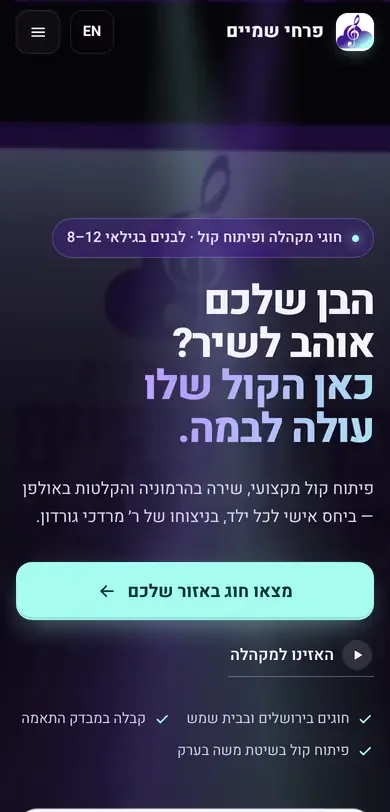 פרחי שמיים
EN
חוגי מקהלה ופיתוח קול · לבנים בגילאי 8–12
הבן שלכם
אוהב לשיר?
כאן הקול שלו
עולה לבמה.
פיתוח קול מקצועי, שירה בהרמוניה והקלטות באולפן
— ביחס אישי לכל ילד, בניצוחו של ר׳ מרדכי גורדון.
מצאו חוג באזור שלכם ←
האזינו למקהלה
חוגים בירושלים ובבית שמש ✓ קבלה במבדק התאמה ✓
פיתוח קול בשיטת משה בערק ✓